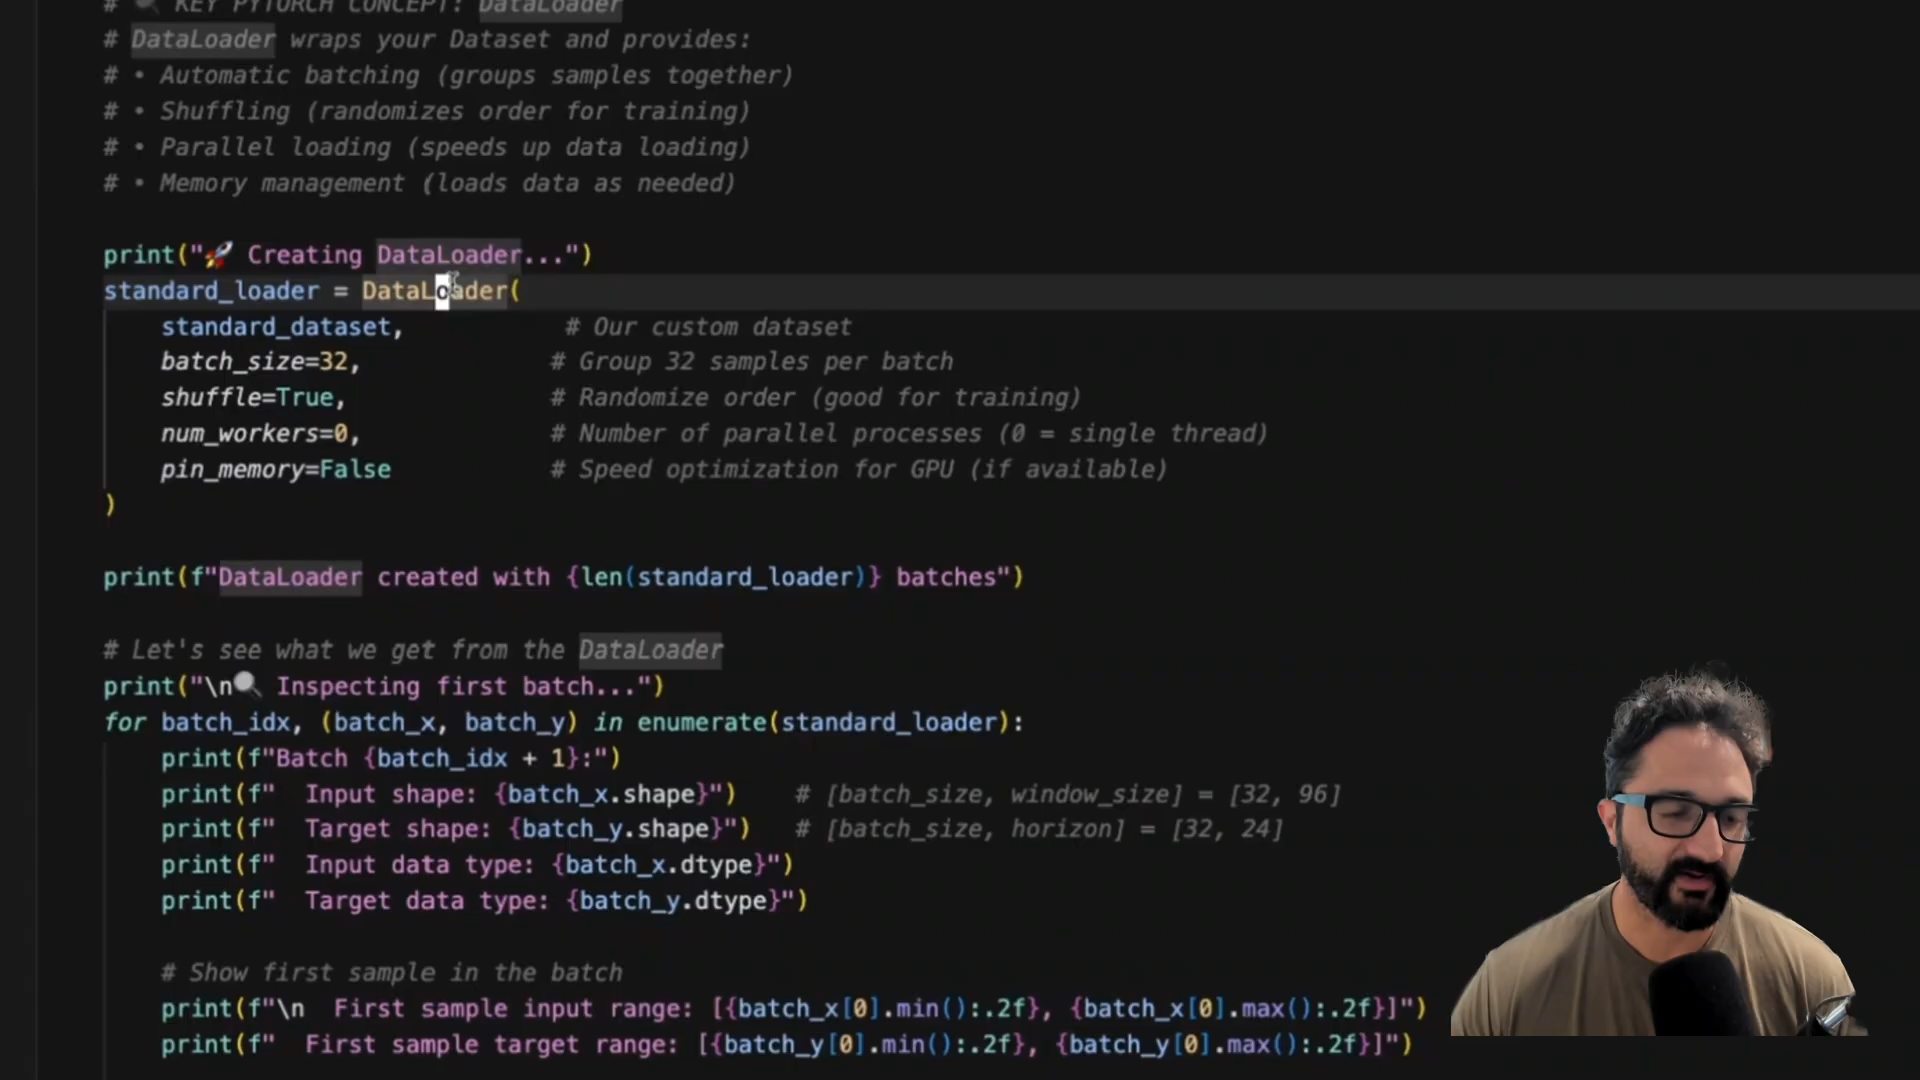 # 🔍 KEY PYTORCH CONCEPT: DataLoader
# DataLoader wraps your Dataset and provides:
# • Automatic batching (groups samples together)
# • Shuffling (randomizes order for training)
# • Parallel loading (speeds up data loading)
# • Memory management (loads data as needed)
print("🚀 Creating DataLoader...")
standard_loader = DataLoader(
standard_dataset,          # Our custom dataset
batch_size=32,             # Group 32 samples per batch
shuffle=True,              # Randomize order (good for training)
num_workers=0,             # Number of parallel processes (0 = single thread)
pin_memory=False           # Speed optimization for GPU (if available)
)
print(f"DataLoader created with {len(standard_loader)} batches")
# Let's see what we get from the DataLoader
print("\n🔍 Inspecting first batch...")
for batch_idx, (batch_x, batch_y) in enumerate(standard_loader):
print(f"Batch {batch_idx + 1}:")
print(f"  Input shape: {batch_x.shape}")    # [batch_size, window_size] = [32, 96]
print(f"  Target shape: {batch_y.shape}")   # [batch_size, horizon] = [32, 24]
print(f"  Input data type: {batch_x.dtype}")
print(f"  Target data type: {batch_y.dtype}")
# Show first sample in the batch
print(f"\n  First sample input range: [{batch_x[0].min():.2f}, {batch_x[0].max():.2f}]")
print(f"  First sample target range: [{batch_y[0].min():.2f}, {batch_y[0].max():.2f}]")